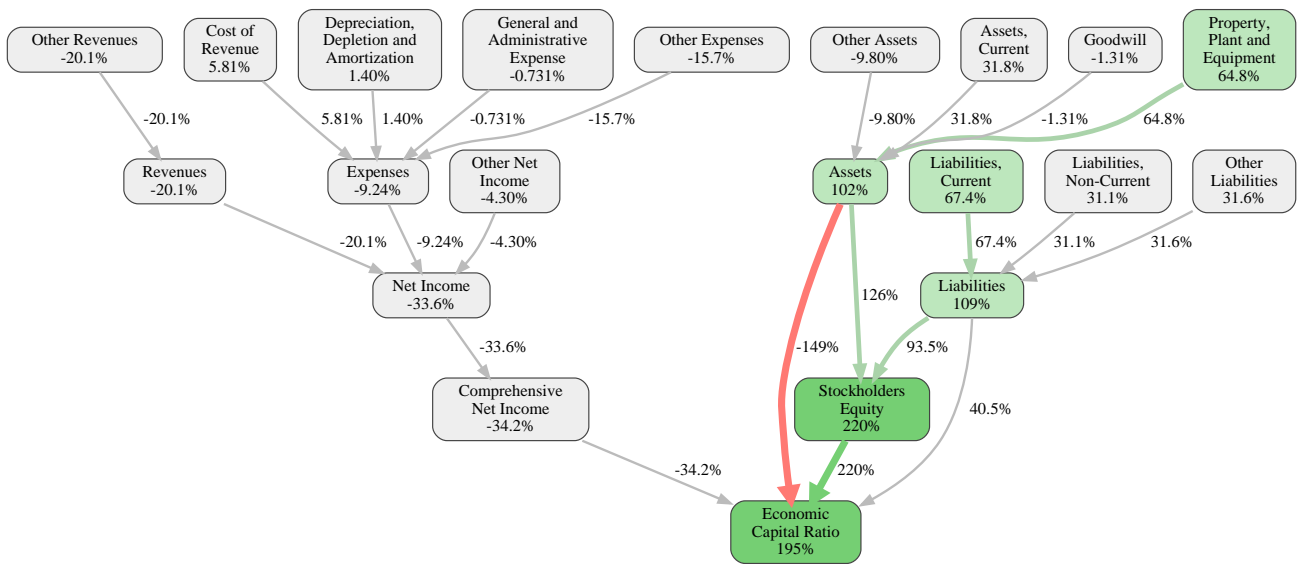 Other Revenues
-20.1%
Cost of
Revenue
5.81%
Depreciation,
Depletion and
Amortization
1.40%
General and
Administrative
Expense
-0.731%
Other Expenses
-15.7%
Other Assets
-9.80%
Assets,
Current
31.8%
Goodwill
-1.31%
Property,
Plant and
Equipment
64.8%
-20.1%
5.81%
1.40%
-0.731%
-15.7%
-9.80%
31.8%
-1.31%
64.8%
Revenues
-20.1%
Expenses
-9.24%
Other Net
Income
-4.30%
Assets
102%
Liabilities,
Current
67.4%
Liabilities,
Non-Current
31.1%
Other
Liabilities
31.6%
-20.1%
-9.24%
-4.30%
67.4%
31.1%
31.6%
Net Income
-33.6%
126%
Liabilities
109%
-33.6%
-149%
93.5%
Comprehensive
Net Income
-34.2%
Stockholders
Equity
220%
40.5%
-34.2%
220%
Economic
Capital Ratio
195%